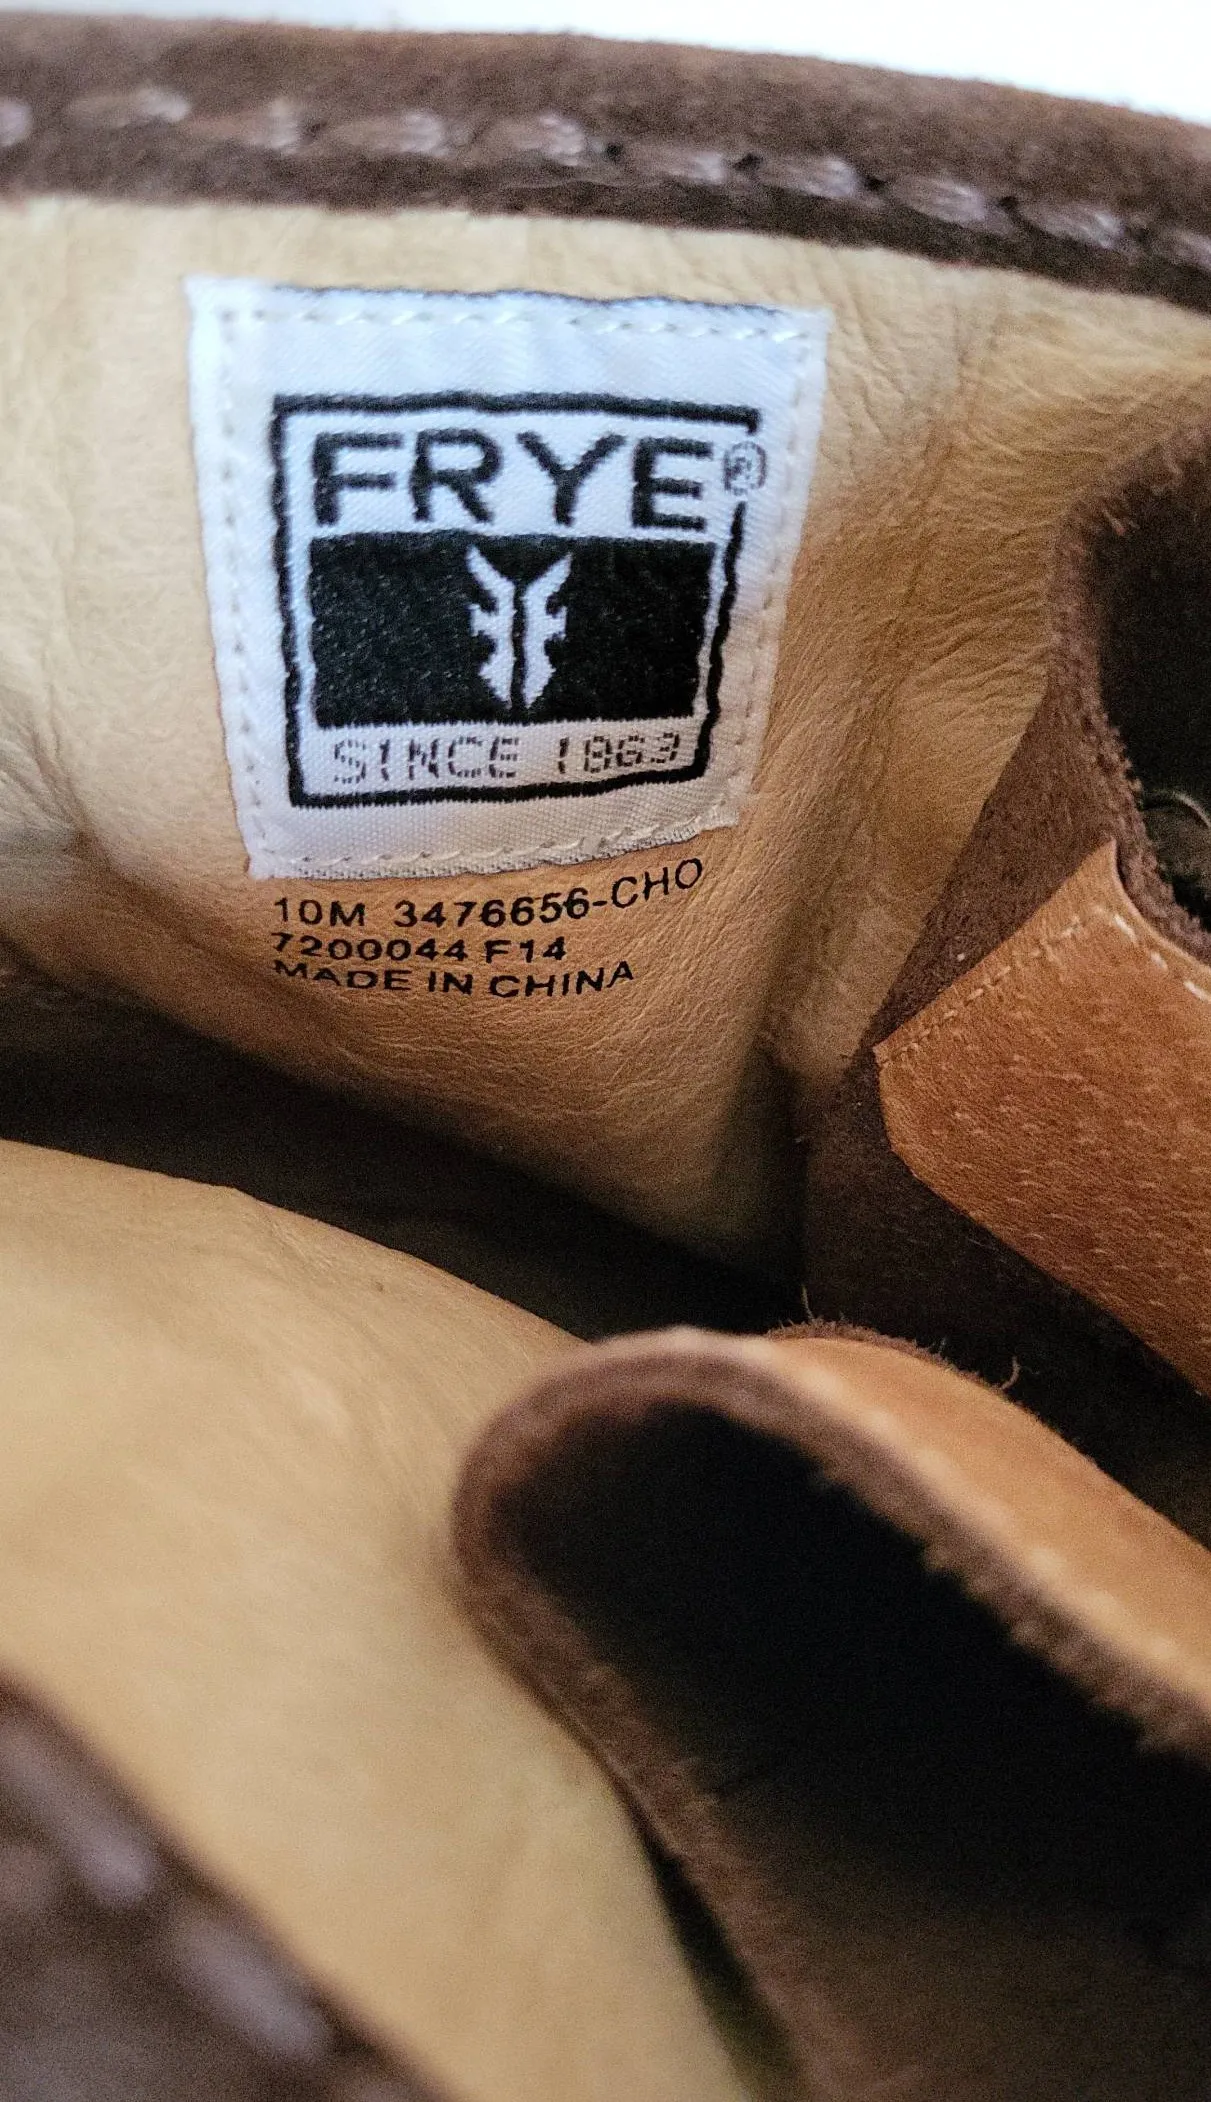 FRYE®
SINCE 1863
10M 3476656-CHO
7200044 F14
MADE IN CHINA